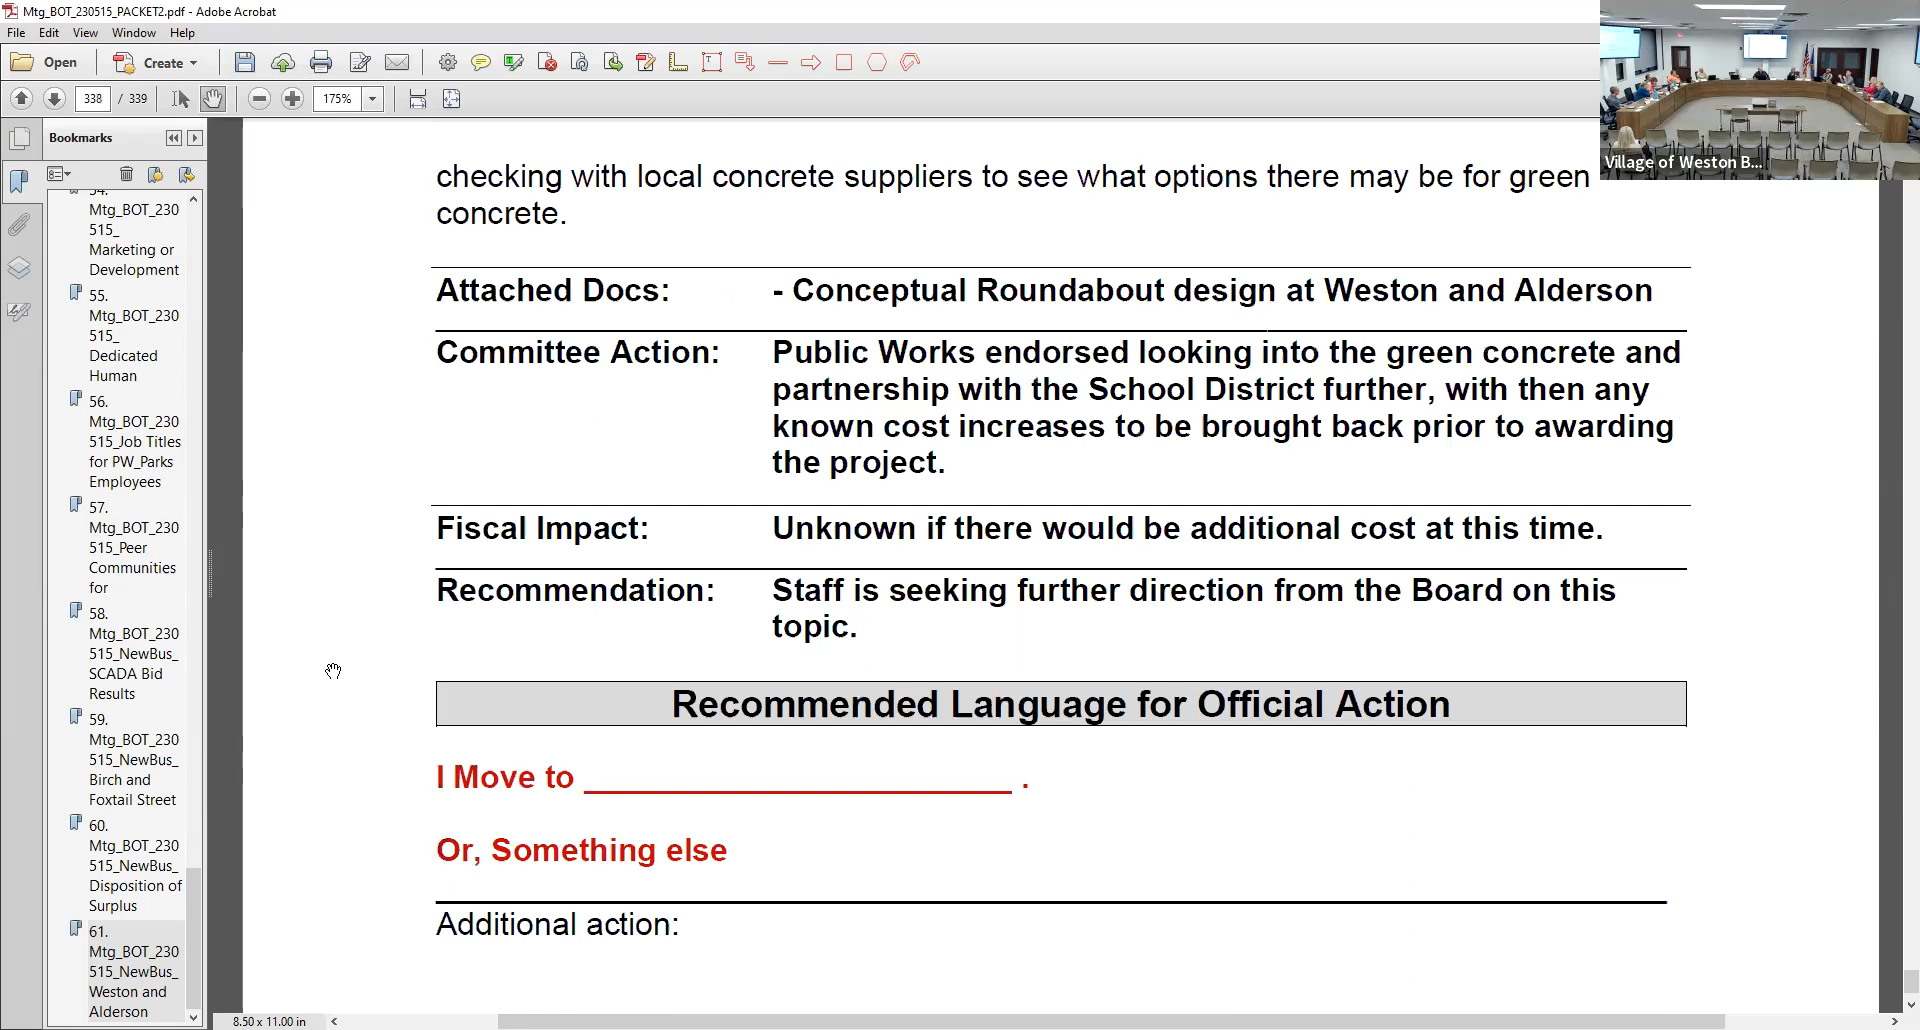 Mtg_BOT_230515_PACKET2.pdf - Adobe Acrobat
File Edit View Window Help
Open Create
338 / 339 175%
Bookmarks
54.
Mtg_BOT_230
515_
Marketing or
Development
55.
Mtg_BOT_230
515_
Dedicated
Human
56.
Mtg_BOT_230
515_Job Titles
for PW_Parks
Employees
57.
Mtg_BOT_230
515_Peer
Communities
for
58.
Mtg_BOT_230
515_NewBus_
SCADA Bid
Results
59.
Mtg_BOT_230
515_NewBus_
Birch and
Foxtail Street
60.
Mtg_BOT_230
515_NewBus_
Disposition of
Surplus
61.
Mtg_BOT_230
515_NewBus_
Weston and
Alderson
checking with local concrete suppliers to see what options there may be for green
concrete.
Attached Docs: - Conceptual Roundabout design at Weston and Alderson
Committee Action: Public Works endorsed looking into the green concrete and
partnership with the School District further, with then any
known cost increases to be brought back prior to awarding
the project.
Fiscal Impact: Unknown if there would be additional cost at this time.
Recommendation: Staff is seeking further direction from the Board on this
topic.
Recommended Language for Official Action
I Move to _________________________ .
Or, Something else
Additional action:
8.50 x 11.00 in
Village of Weston B...